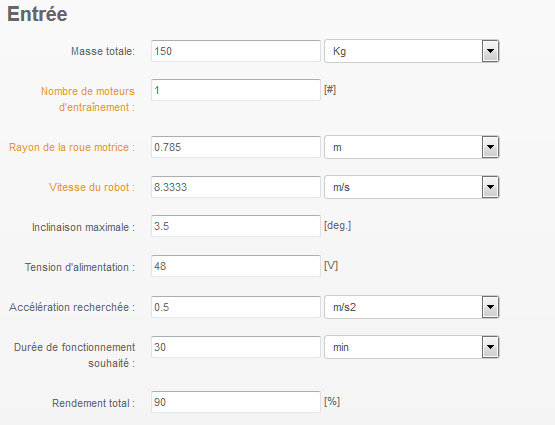 Entrée
Masse totale: 150 Kg
Nombre de moteurs
d'entraînement : 1 [#]
Rayon de la roue motrice : 0.785 m
Vitesse du robot : 8.3333 m/s
Inclinaison maximale : 3.5 [deg.]
Tension d'alimentation : 48 [V]
Accélération recherchée : 0.5 m/s2
Durée de fonctionnement
souhaité : 30 min
Rendement total : 90 [%]